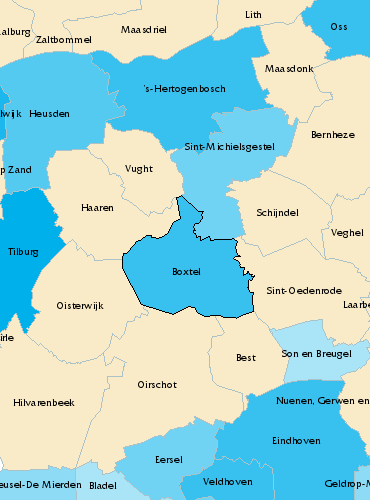 Lith
Oss
alburg
Maasdriel
Zaltbommel
Maasdonk
's-Hertogenbosch
lwijk
Heusden
Bernheze
Sint-Michielsgestel
p Zand
Vught
Haaren
Schijndel
Veghel
Tilburg
Boxtel
Sint-Oedenrode
Laarbe
Oisterwijk
irle
Best
Son en Breugel
Oirschot
Hilvarenbeek
Nuenen, Gerwen en
Eindhoven
Eersel
Veldhoven
Geldrop-M
eusel-De Mierden
Bladel